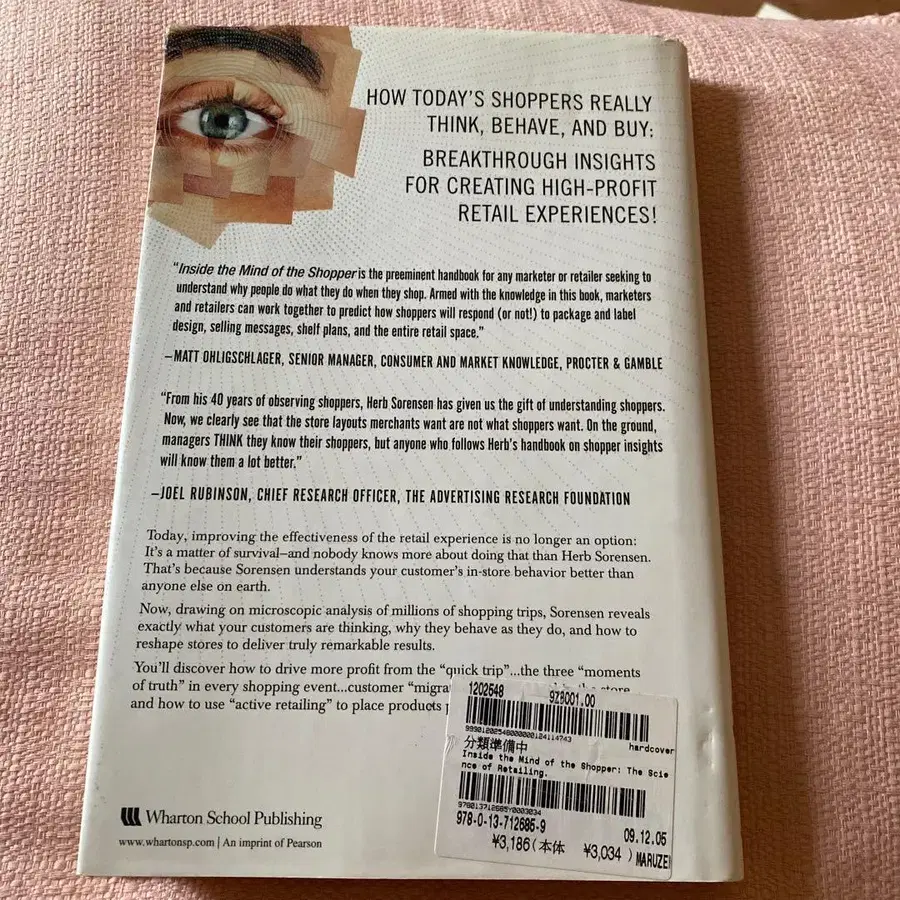 HOW TODAY'S SHOPPERS REALLY
THINK, BEHAVE, AND BUY:
BREAKTHROUGH INSIGHTS
FOR CREATING HIGH-PROFIT
RETAIL EXPERIENCES!
"Inside the Mind of the Shopper is the preeminent handbook for any marketer or retailer seeking to
understand why people do what they do when they shop. Armed with the knowledge in this book, marketers
and retailers can work together to predict how shoppers will respond (or not!) to package and label
design, selling messages, shelf plans, and the entire retail space."
—MATT OHLIGSCHLAGER, SENIOR MANAGER, CONSUMER AND MARKET KNOWLEDGE, PROCTER & GAMBLE
"From his 40 years of observing shoppers, Herb Sorensen has given us the gift of understanding shoppers.
Now, we clearly see that the store layouts merchants want are not what shoppers want. On the ground,
managers THINK they know their shoppers, but anyone who follows Herb's handbook on shopper insights
will know them a lot better."
—JOEL RUBINSON, CHIEF RESEARCH OFFICER, THE ADVERTISING RESEARCH FOUNDATION
Today, improving the effectiveness of the retail experience is no longer an option:
It's a matter of survival—and nobody knows more about doing that than Herb Sorensen.
That's because Sorensen understands your customer's in-store behavior better than
anyone else on earth.
Now, drawing on microscopic analysis of millions of shopping trips, Sorensen reveals
exactly what your customers are thinking, why they behave as they do, and how to
reshape stores to deliver truly remarkable results.
You'll discover how to drive more profit from the "quick trip"...the three "moments
of truth" in every shopping event...customer "migra
and how to use "active retailing" to place products
1202548 9Z8001.00
hardcover
分類準備中
Inside the Mind of the Shopper: The Scie
nce of Retailing.
978-0-13-712685-9
09.12.05
¥3,186(本体 ¥3,034 ) MARUZE
Wharton School Publishing
www.whartonsp.com | An imprint of Pearson